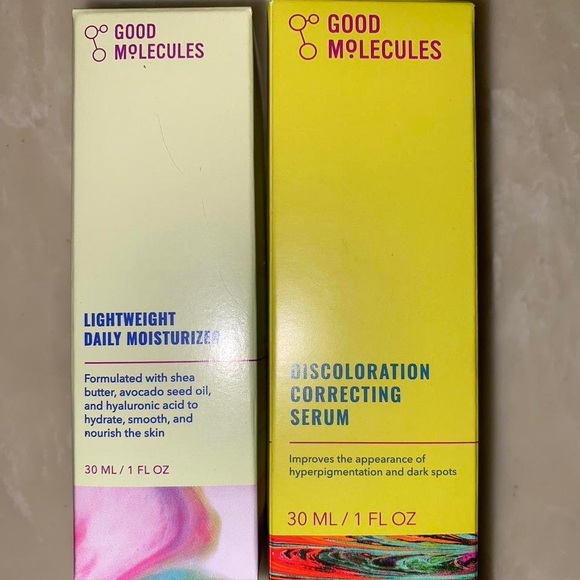 GOOD
MOLECULES
LIGHTWEIGHT
DAILY MOISTURIZER
Formulated with shea
butter, avocado seed oil,
and hyaluronic acid to
hydrate, smooth, and
nourish the skin
30 ML / 1 FL OZ
GOOD
MOLECULES
DISCOLORATION
CORRECTING
SERUM
Improves the appearance of
hyperpigmentation and dark spots
30 ML / 1 FL OZ